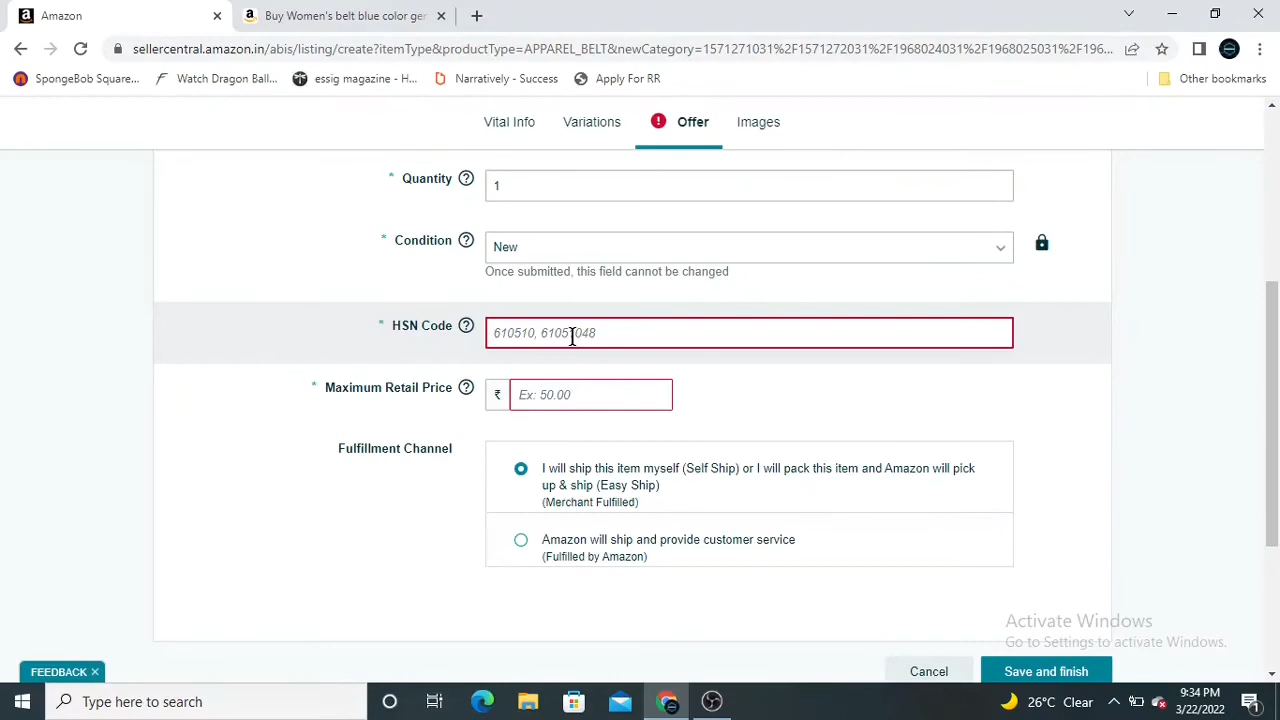 Amazon
Buy Women's belt blue color ger
sellercentral.amazon.in/abis/listing/create?itemType&productType=APPAREL_BELT&newCategory=1571271031%2F1571272031%2F1968024031%2F1968025031%2F196...
SpongeBob Square...
Watch Dragon Ball...
essig magazine - H...
Narratively - Success
Apply For RR
Other bookmarks
Vital Info
Variations
! Offer
Images
* Quantity ?
1
* Condition ?
New
Once submitted, this field cannot be changed
* HSN Code ?
610510, 61051048
* Maximum Retail Price ?
₹ Ex: 50.00
Fulfillment Channel
I will ship this item myself (Self Ship) or I will pack this item and Amazon will pick
up & ship (Easy Ship)
(Merchant Fulfilled)
Amazon will ship and provide customer service
(Fulfilled by Amazon)
Activate Windows
Go to Settings to activate Windows.
FEEDBACK ×
Cancel
Save and finish
Type here to search
26°C Clear
9:34 PM
3/22/2022
1